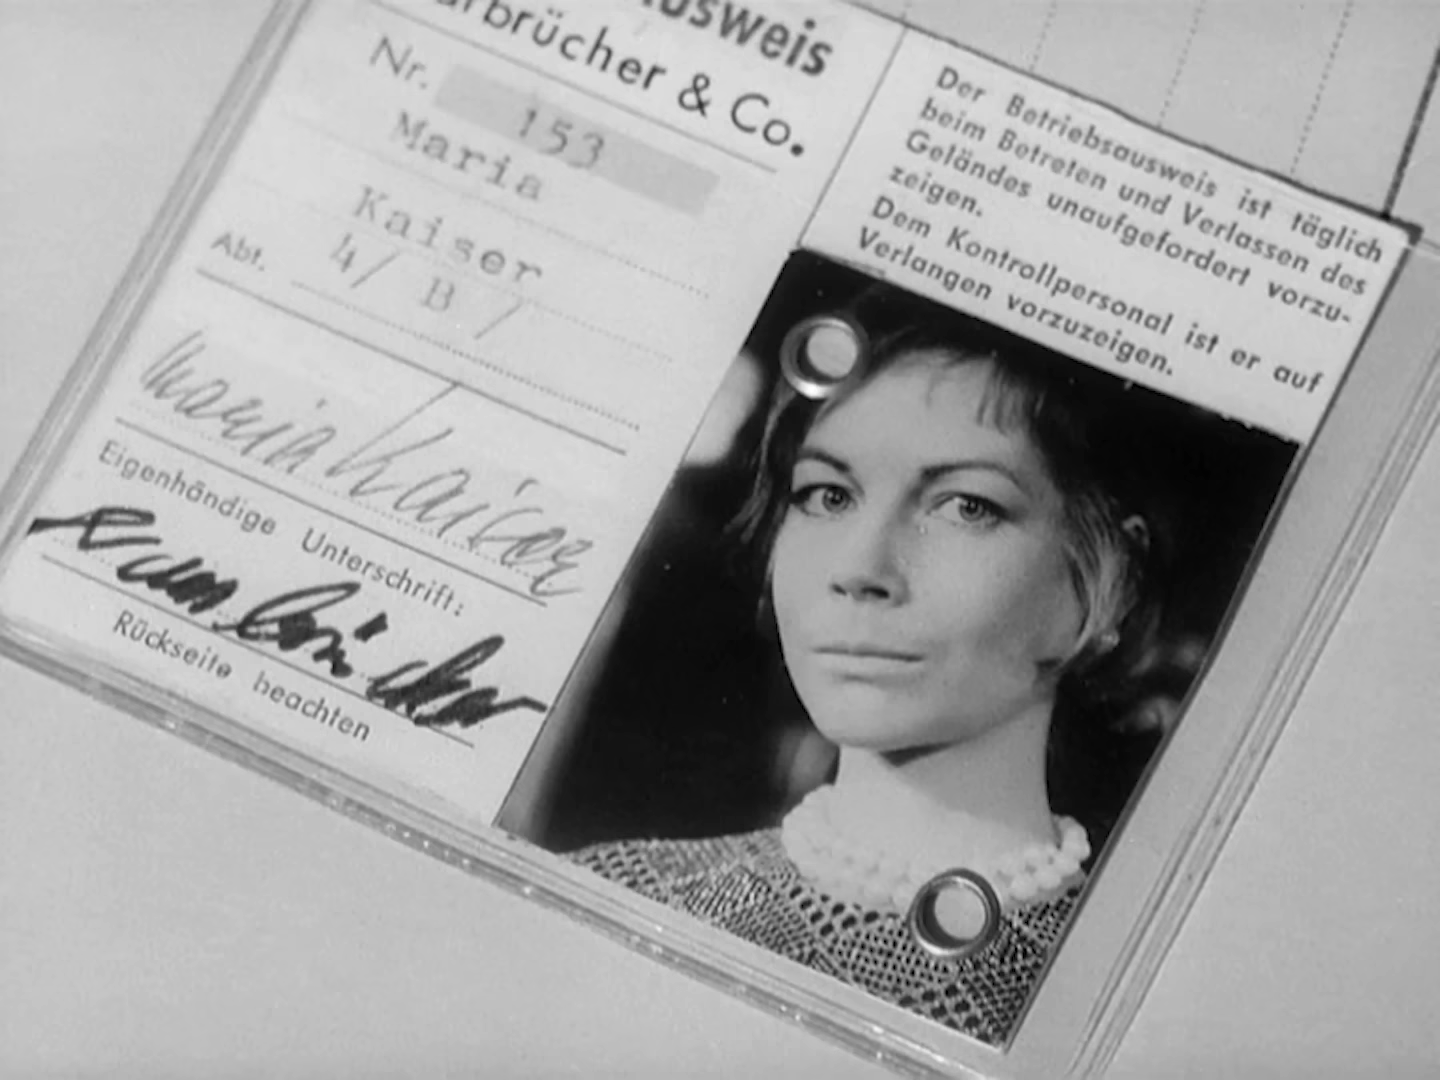 usweis
rbrücher & Co.
Nr. 153
Maria
Kaiser
Abt. 4/ B /
Maria Kaiser
Eigenhändige Unterschrift:
Rückseite beachten
Der Betriebsausweis ist täglich
beim Betreten und Verlassen des
Geländes unaufgefordert vorzu-
zeigen.
Dem Kontrollpersonal ist er auf
Verlangen vorzuzeigen.